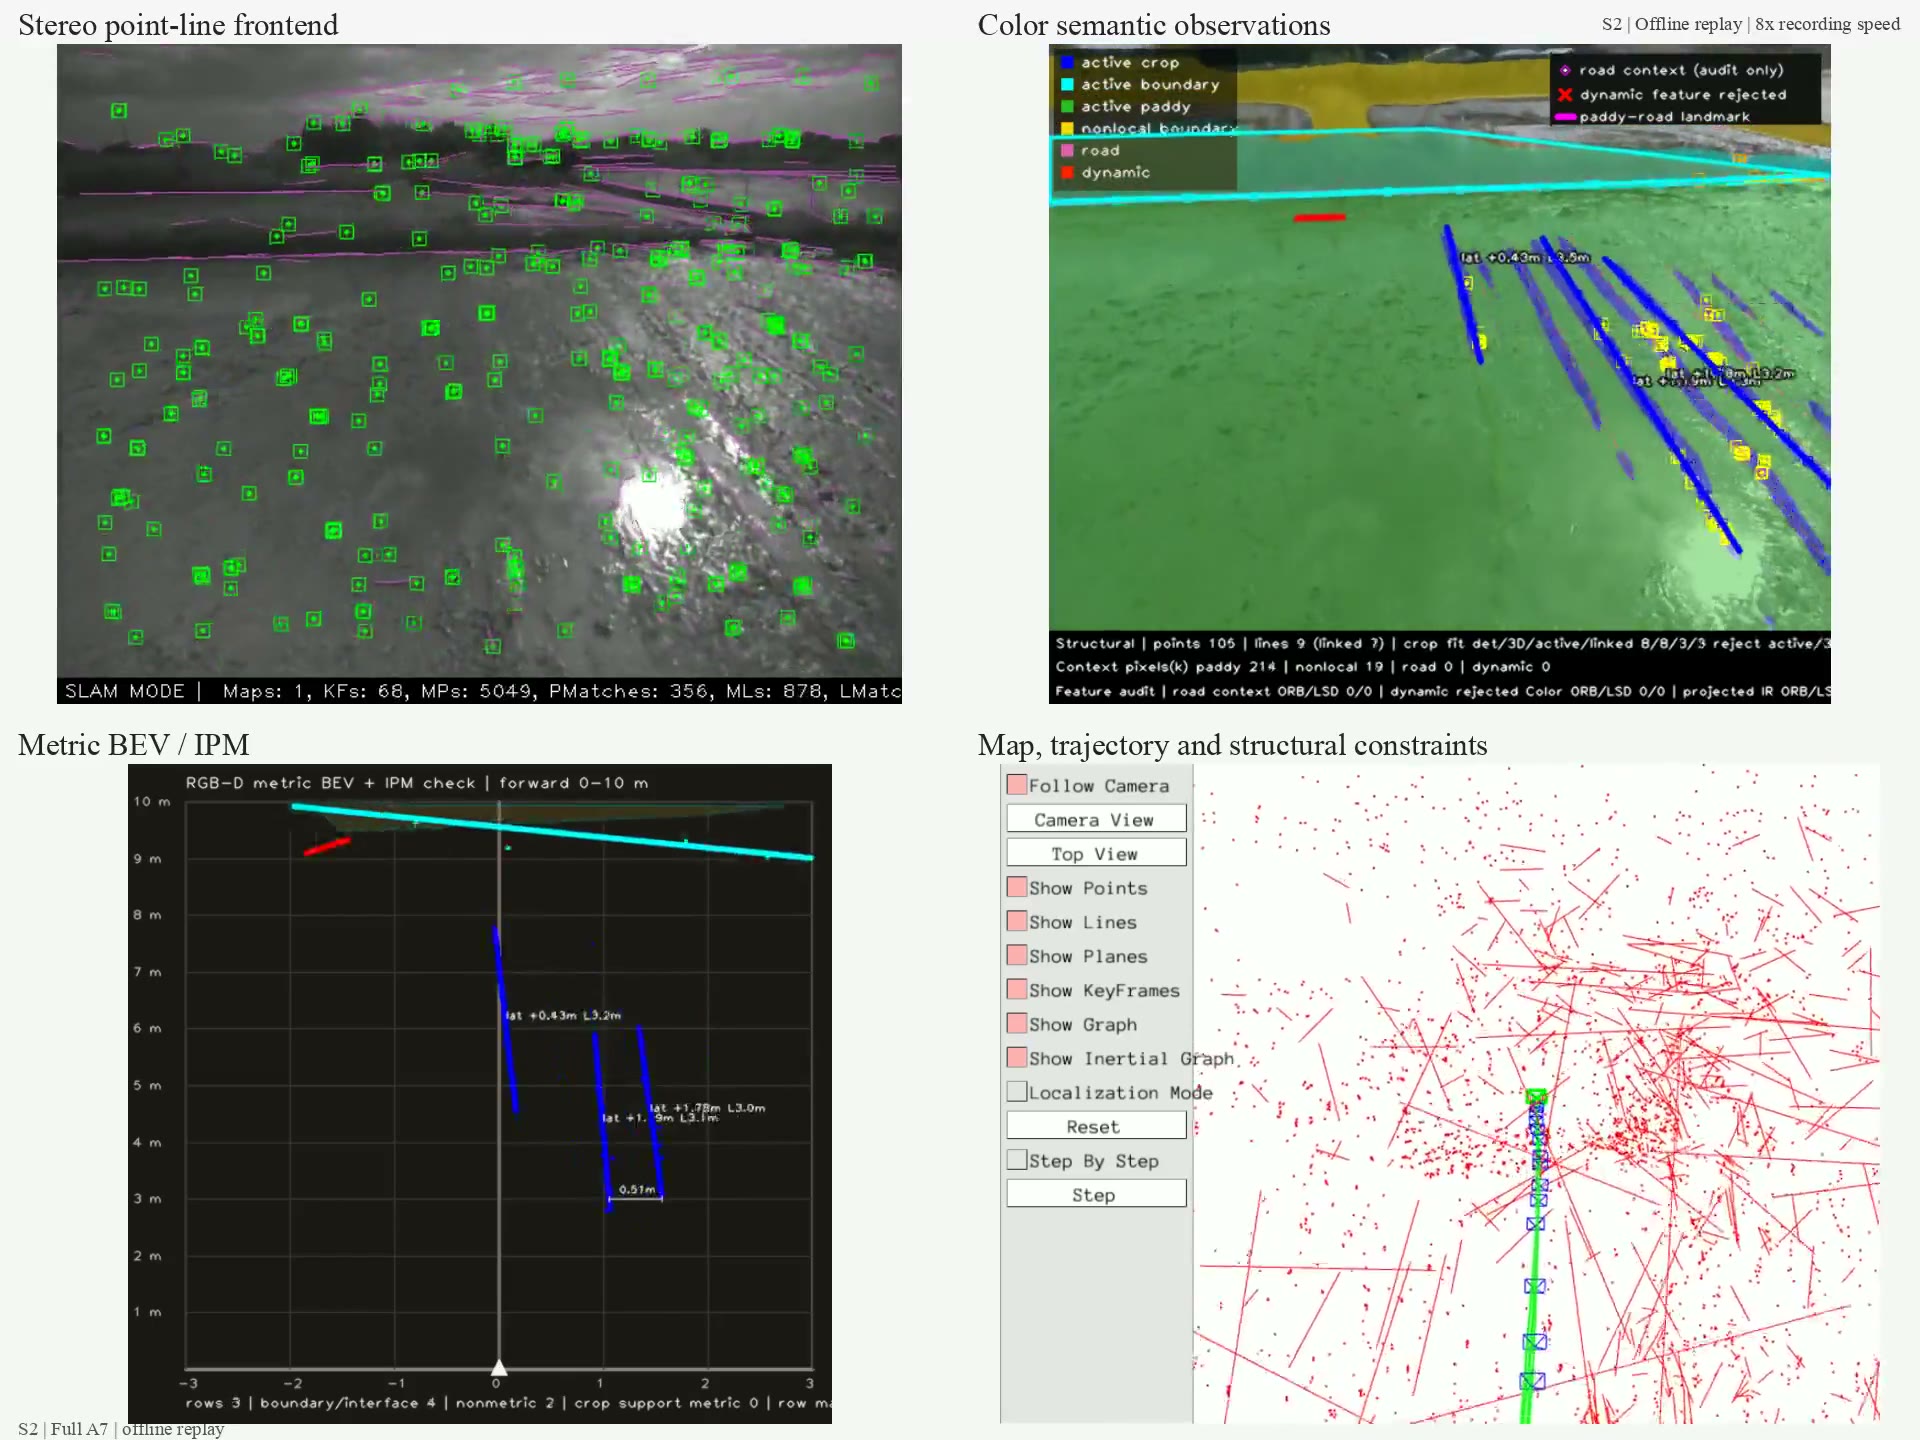 Stereo point-line frontend
SLAM MODE | Maps: 1, KFs: 68, MPs: 5049, PMatches: 356, MLs: 878, LMatc
Color semantic observations
S2 | Offline replay | 8x recording speed
active crop
active boundary
active paddy
nonlocal boundary
road
dynamic
road context (audit only)
dynamic feature rejected
paddy-road landmark
lat +0.43m L3.5m
Structural | points 105 | lines 9 (linked 7) | crop fit det/3D/active/linked 8/8/3/3 reject active/3
Context pixels(k) paddy 214 | nonlocal 19 | road 0 | dynamic 0
Feature audit | road context ORB/LSD 0/0 | dynamic rejected Color ORB/LSD 0/0 | projected IR ORB/LS
Metric BEV / IPM
RGB-D metric BEV + IPM check | forward 0-10 m
10 m
9 m
8 m
7 m
6 m
5 m
4 m
3 m
2 m
1 m
lat +0.43m L3.2m
lat +1.78m L3.0m
0.51m
-3 -2 -1 0 1 2 3
rows 3 | boundary/interface 4 | nonmetric 2 | crop support metric 0 | row ma
Map, trajectory and structural constraints
Follow Camera
Camera View
Top View
Show Points
Show Lines
Show Planes
Show KeyFrames
Show Graph
Show Inertial Graph
Localization Mode
Reset
Step By Step
Step
S2 | Full A7 | offline replay